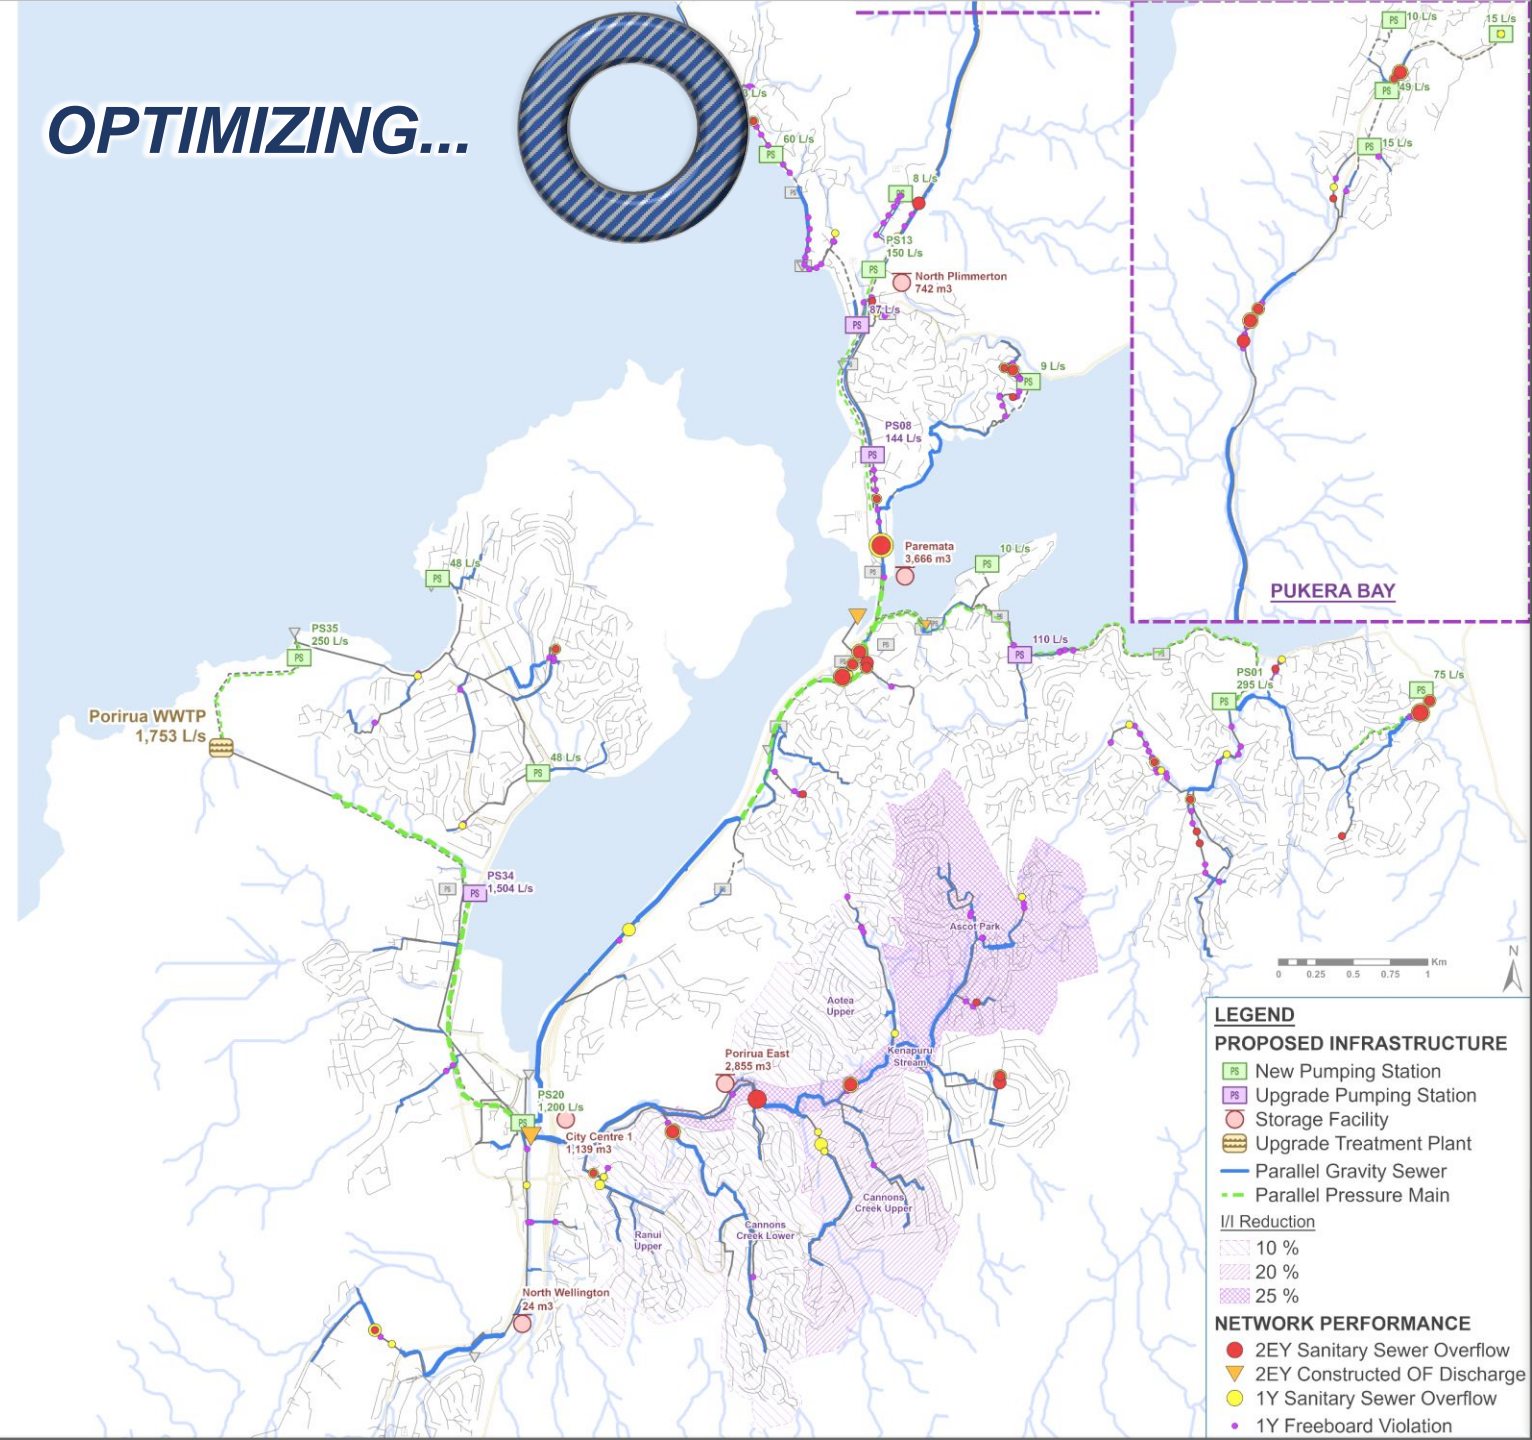 OPTIMIZING...
10 L/s
15 L/s
49 L/s
15 L/s
PUKERA BAY
60 L/s
8 L/s
PS13
150 L/s
North Plimmerton
742 m3
87 L/s
9 L/s
PS08
144 L/s
Paremata
3,666 m3
10 L/s
48 L/s
PS35
250 L/s
110 L/s
PS01
295 L/s
75 L/s
Porirua WWTP
1,753 L/s
48 L/s
PS34
1,504 L/s
Ascot Park
Aotea
Upper
Kenapuru
Stream
Porirua East
2,855 m3
PS20
1,200 L/s
City Centre 1
1,139 m3
Cannons
Creek Upper
Cannons
Creek Lower
Ranui
Upper
North Wellington
24 m3
N
0 0.25 0.5 0.75 1 Km
LEGEND
PROPOSED INFRASTRUCTURE
PS New Pumping Station
PS Upgrade Pumping Station
Storage Facility
Upgrade Treatment Plant
Parallel Gravity Sewer
Parallel Pressure Main
I/I Reduction
10 %
20 %
25 %
NETWORK PERFORMANCE
2EY Sanitary Sewer Overflow
2EY Constructed OF Discharge
1Y Sanitary Sewer Overflow
1Y Freeboard Violation